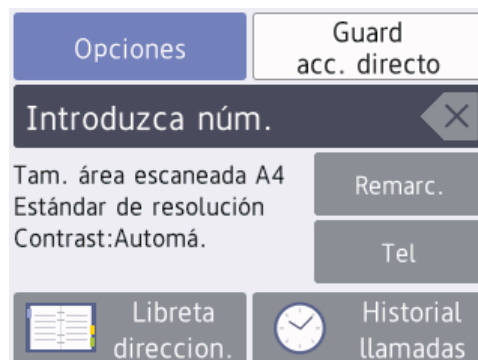 Opciones
Guard
acc. directo
Introduzca núm.
Tam. área escaneada A4
Estándar de resolución
Contrast:Automá.
Remarc.
Tel
Libreta
direccion.
Historial
llamadas